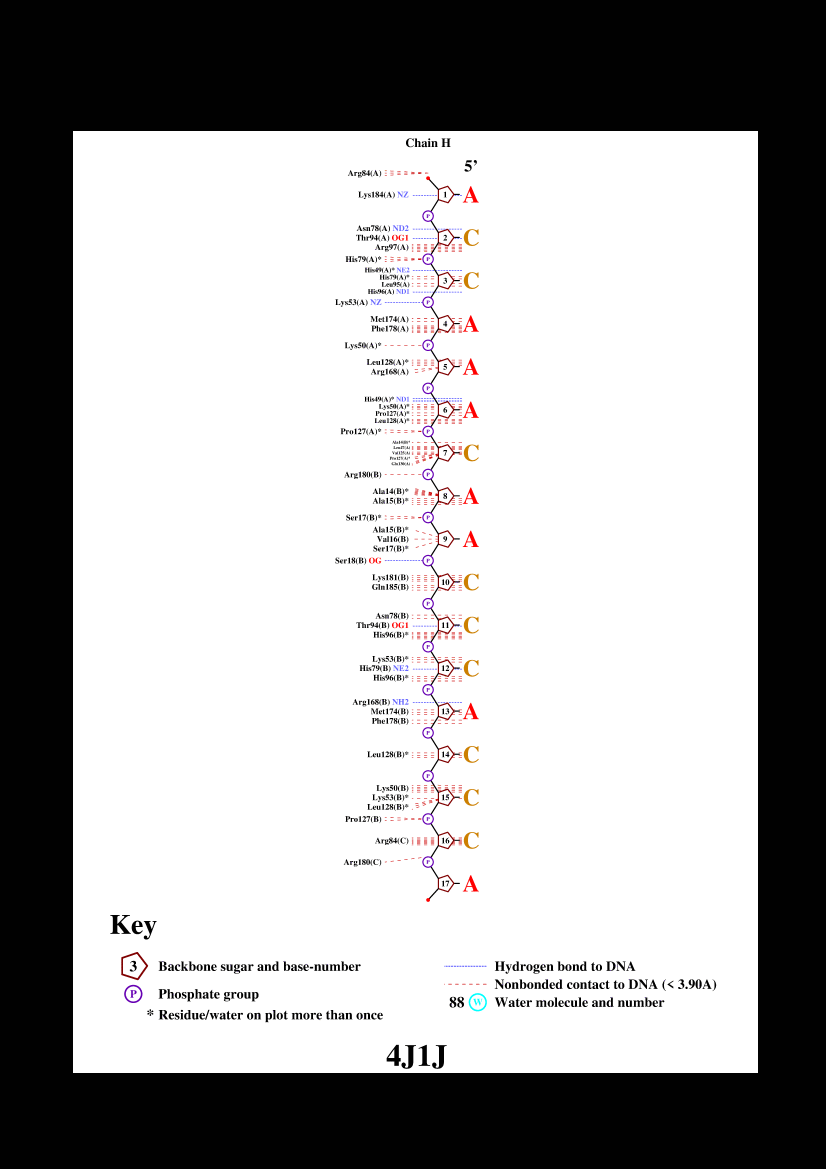 Chain H
5’
Arg84(A)
Lys184(A) NZ 1 A
P
Asn78(A) ND2
Thr94(A) OG1 2 C
Arg97(A)
His79(A)* P
His49(A)* NE2
His79(A)*
3 C
Leu95(A)
His96(A) ND1
Lys53(A) NZ P
Met174(A)
4 A
Phe178(A)
Lys50(A)* P
Leu128(A)*
5 A
Arg168(A)
P
His49(A)* ND1
Lys50(A)*
6 A
Pro127(A)*
Leu128(A)*
Pro127(A)* P
Ala14(B)*
Val125(A) 7 C
Pro127(A)*
Arg180(B) P
Ala14(B)*
8 A
Ala15(B)*
Ser17(B)* P
Ala15(B)*
Val16(B) 9 A
Ser17(B)*
Ser18(B) OG P
Lys181(B)
10 C
Gln185(B)
P
Asn78(B)
Thr94(B) OG1 11 C
His96(B)*
P
Lys53(B)*
His79(B) NE2 12 C
His96(B)*
P
Arg168(B) NH2
Met174(B) 13 A
Phe178(B)
P
Leu128(B)* 14 C
P
Lys50(B)
Lys53(B)* 15 C
Leu128(B)*
Pro127(B) P
Arg84(C) 16 C
Arg180(C) P
17 A
Key
3 Backbone sugar and base-number
P Phosphate group
* Residue/water on plot more than once
Hydrogen bond to DNA
Nonbonded contact to DNA (< 3.90A)
88 W Water molecule and number
4J1J